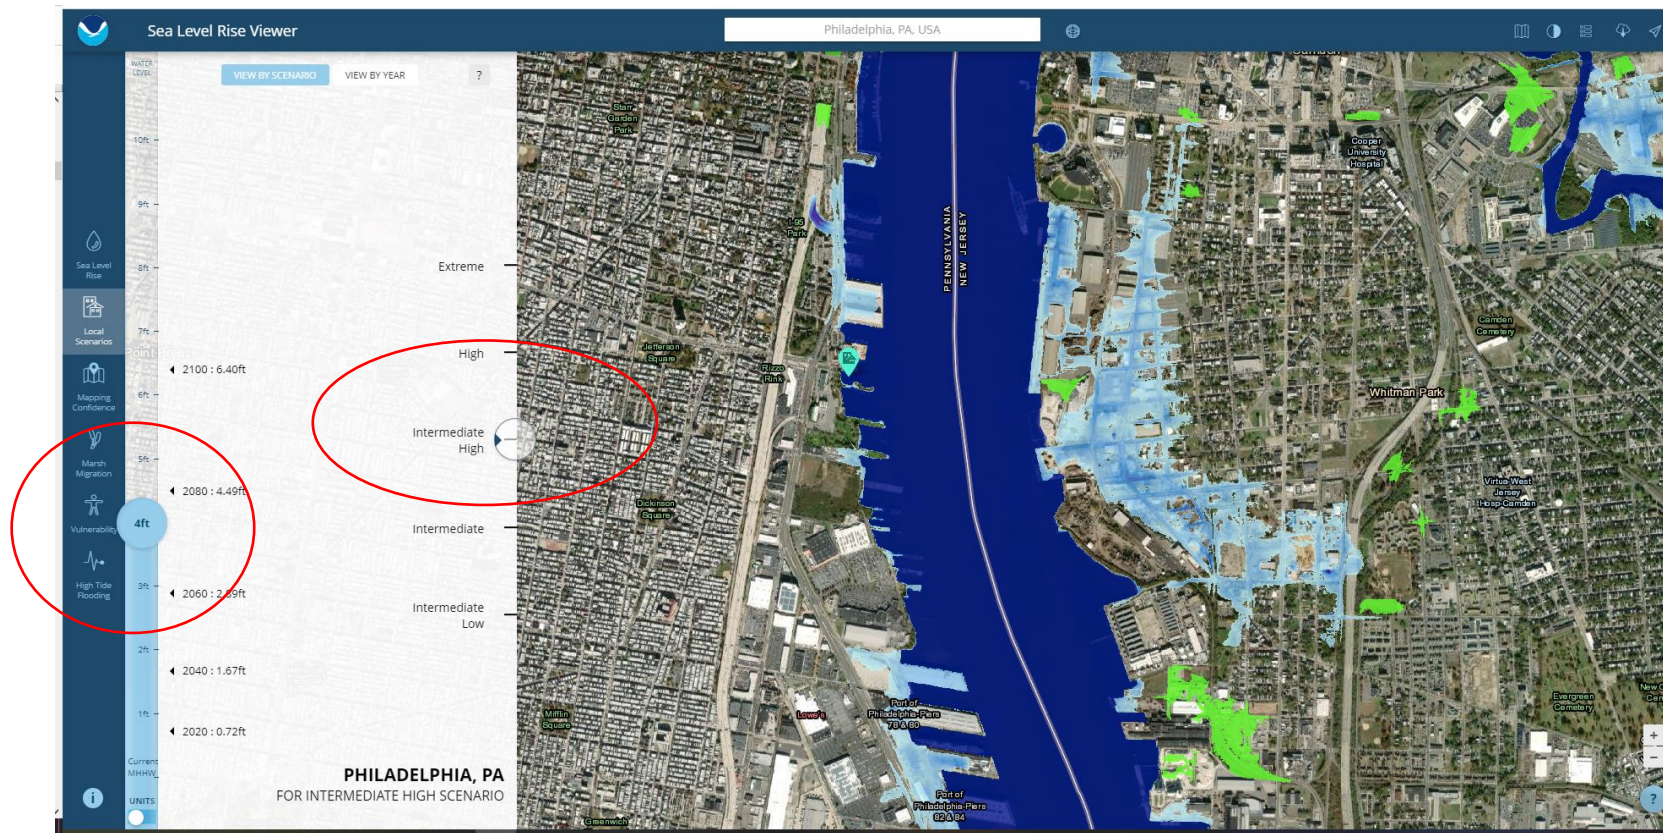 Sea Level Rise Viewer
Philadelphia, PA, USA
WATER
LEVEL
VIEW BY SCENARIO
VIEW BY YEAR
?
10ft
9ft
8ft
7ft
6ft
5ft
4ft
3ft
2ft
1ft
Current
MHHW
UNITS
Sea Level
Rise
Local
Scenarios
Mapping
Confidence
Marsh
Migration
Vulnerability
High Tide
Flooding
i
2100 : 6.40ft
2080 : 4.49ft
2060 : 2.89ft
2040 : 1.67ft
2020 : 0.72ft
Extreme
High
Intermediate
High
Intermediate
Intermediate
Low
PHILADELPHIA, PA
FOR INTERMEDIATE HIGH SCENARIO
Starr
Garden
Park
I-95
Park
Jefferson
Square
Rizzo
Rink
Dickinson
Square
Mifflin
Square
Greenwich
Lowe's
Port of
Philadelphia-Piers
78 & 80
Port of
Philadelphia-Piers
82 & 84
PENNSYLVANIA
NEW JERSEY
Camden
Cooper
University
Hospital
Camden
Cemetery
Whitman Park
Virtua-West
Jersey
Hosp-Camden
Evergreen
Cemetery
New C
Cem
+
−
?